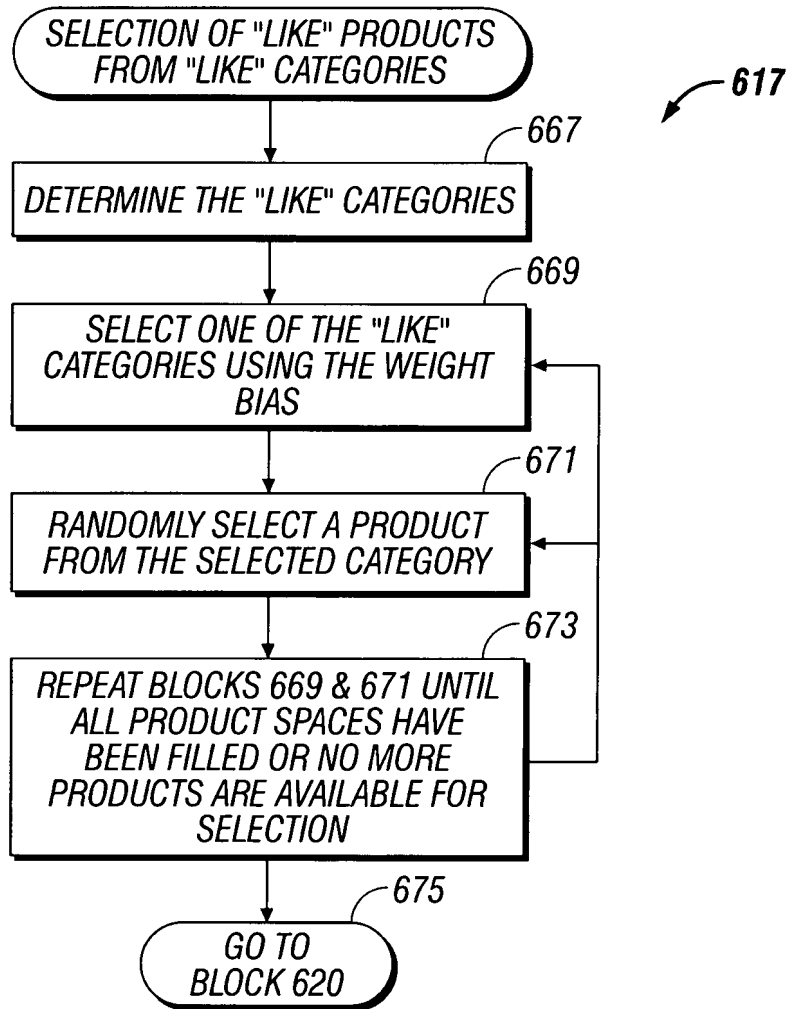 SELECTION OF "LIKE" PRODUCTS
FROM "LIKE" CATEGORIES
617
667
DETERMINE THE "LIKE" CATEGORIES
669
SELECT ONE OF THE "LIKE"
CATEGORIES USING THE WEIGHT
BIAS
671
RANDOMLY SELECT A PRODUCT
FROM THE SELECTED CATEGORY
673
REPEAT BLOCKS 669 & 671 UNTIL
ALL PRODUCT SPACES HAVE
BEEN FILLED OR NO MORE
PRODUCTS ARE AVAILABLE FOR
SELECTION
675
GO TO
BLOCK 620